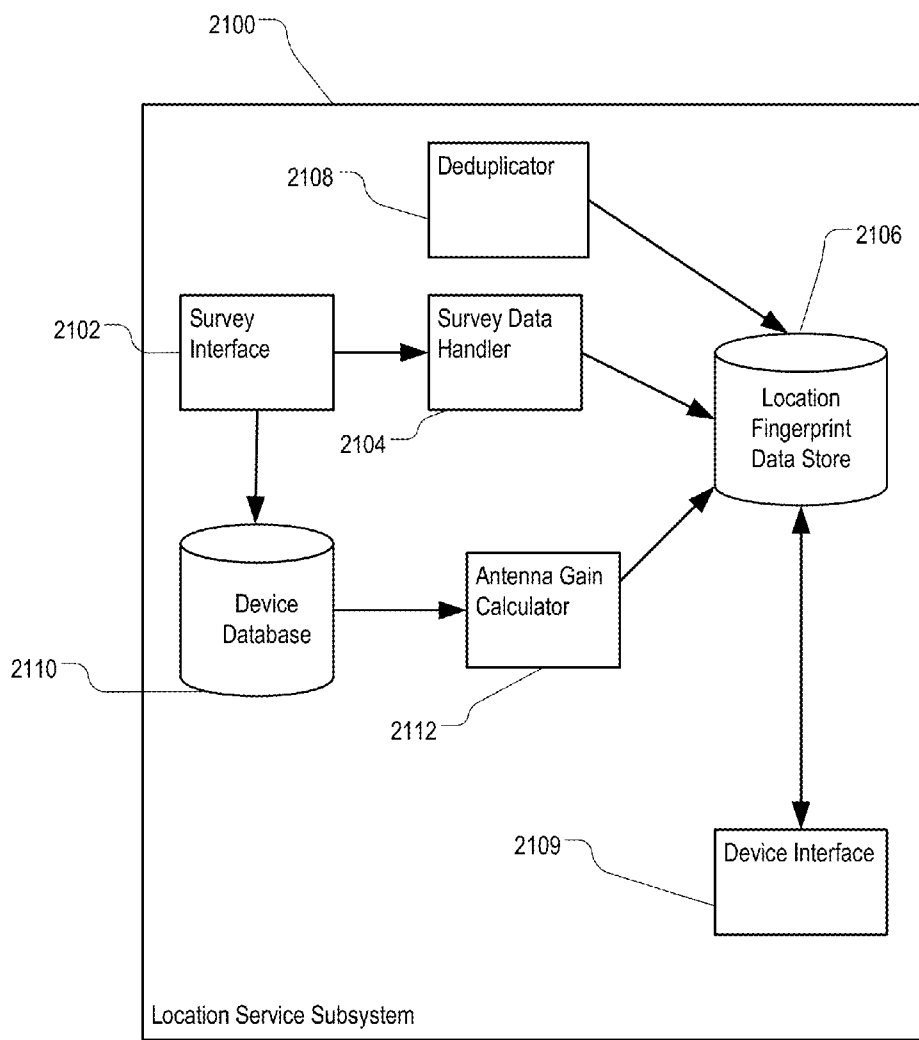 2100
Deduplicator
2108
2106
Survey
Interface
2102
Survey Data
Handler
2104
Location
Fingerprint
Data Store
Device
Database
2110
Antenna Gain
Calculator
2112
2109
Device Interface
Location Service Subsystem